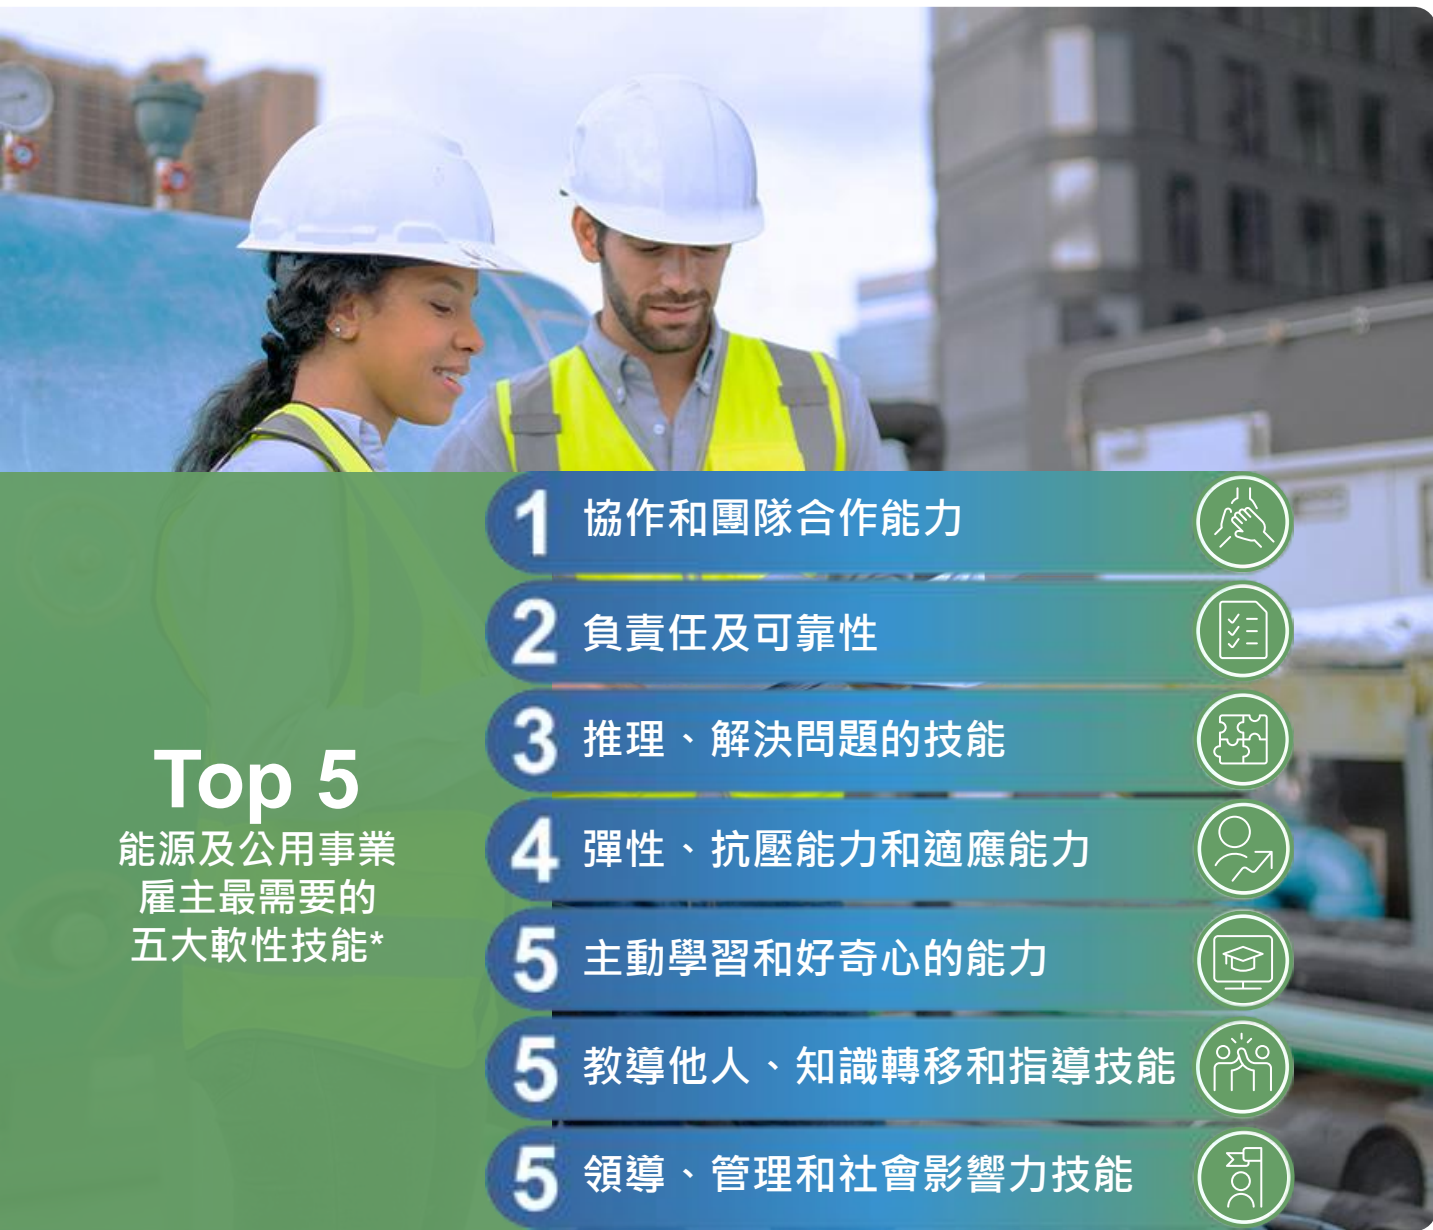 1 協作和團隊合作能力
2 負責任及可靠性
3 推理、解決問題的技能
Top 5
能源及公用事業
雇主最需要的
五大軟性技能*
4 彈性、抗壓能力和適應能力
5 主動學習和好奇心的能力
5 教導他人、知識轉移和指導技能
5 領導、管理和社會影響力技能